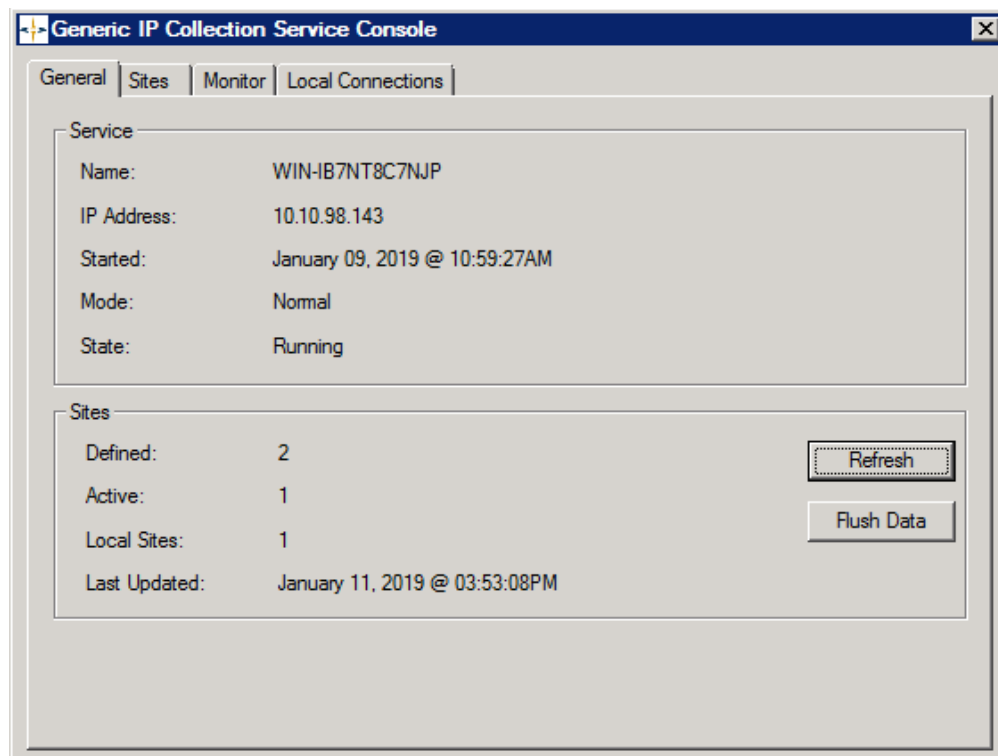 Generic IP Collection Service Console
General Sites Monitor Local Connections
Service
Name: WIN-IB7NT8C7NJP
IP Address: 10.10.98.143
Started: January 09, 2019 @ 10:59:27AM
Mode: Normal
State: Running
Sites
Defined: 2
Refresh
Active: 1
Flush Data
Local Sites: 1
Last Updated: January 11, 2019 @ 03:53:08PM